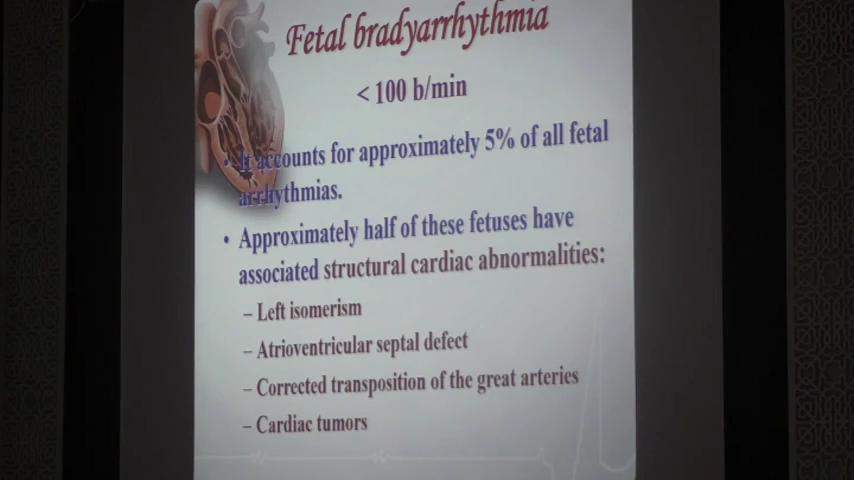 Fetal bradyarrhythmia
< 100 b/min
• It accounts for approximately 5% of all fetal
arrhythmias.
• Approximately half of these fetuses have
associated structural cardiac abnormalities:
– Left isomerism
– Atrioventricular septal defect
– Corrected transposition of the great arteries
– Cardiac tumors